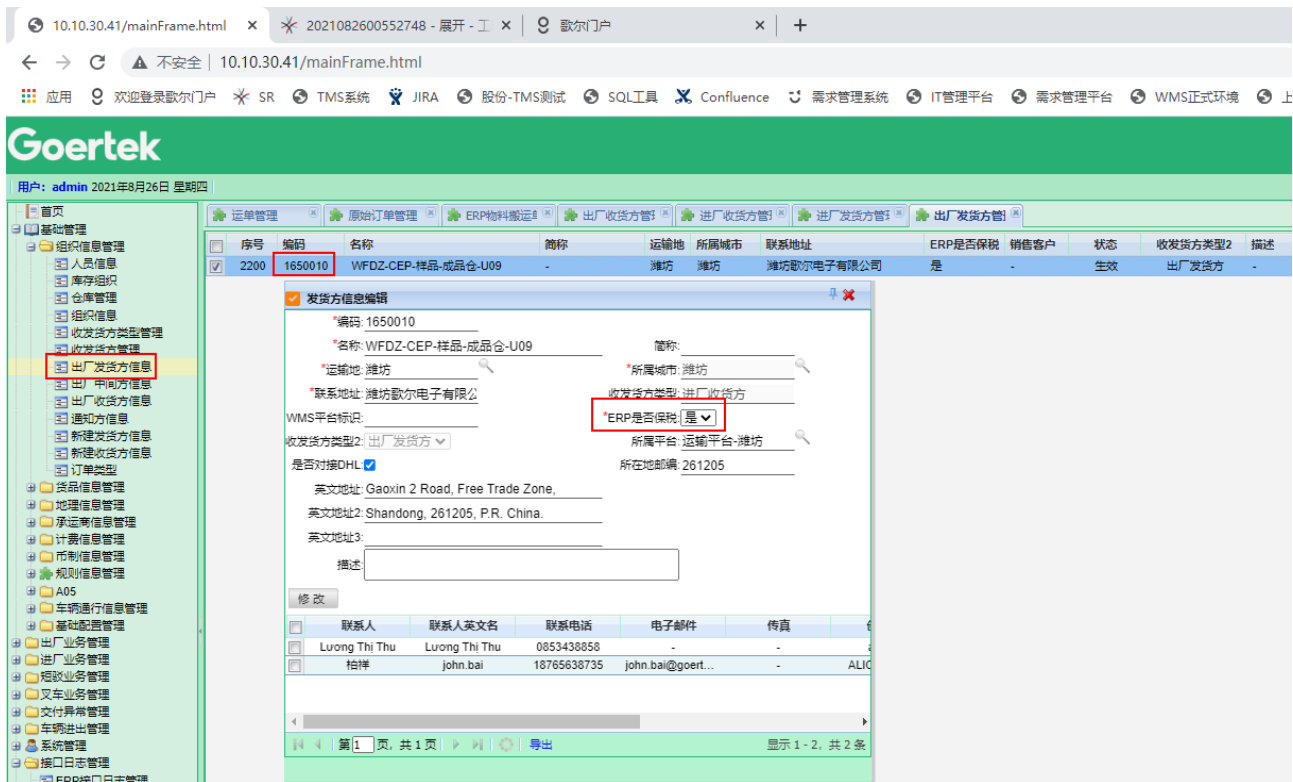 10.10.30.41/mainFrame.html
2021082600552748 - 展开 - 工
歌尔门户
不安全 | 10.10.30.41/mainFrame.html
应用 欢迎登录歌尔门户 SR TMS系统 JIRA 股份-TMS测试 SQL工具 Confluence 需求管理系统 IT管理平台 需求管理平台 WMS正式环境 上
Goertek
用户: admin 2021年8月26日 星期四
首页
基础管理
组织信息管理
人员信息
库存组织
仓库管理
组织信息
收发货方类型管理
收发货方管理
出厂发货方信息
出厂中间方信息
出厂收货方信息
通知方信息
新建发货方信息
新建收货方信息
订单类型
货品信息管理
地理信息管理
承运商信息管理
计费信息管理
币制信息管理
规则信息管理
A05
车辆通行信息管理
基础配置管理
出厂业务管理
进厂业务管理
短驳业务管理
叉车业务管理
交付异常管理
车辆进出管理
系统管理
接口日志管理
ERP接口日志管理
运单管理 原始订单管理 ERP物料搬运 出厂收货方管 进厂收货方管 进厂发货方管 出厂发货方管
序号 编码 名称 简称 运输地 所属城市 联系地址 ERP是否保税 销售客户 状态 收发货方类型2 描述
2200 1650010 WFDZ-CEP-样品-成品仓-U09 - 潍坊 潍坊 潍坊歌尔电子有限公司 是 - 生效 出厂发货方 -
发货方信息编辑
*编码: 1650010
*名称: WFDZ-CEP-样品-成品仓-U09 简称:
*运输地: 潍坊 *所属城市: 潍坊
*联系地址: 潍坊歌尔电子有限公 收发货方类型: 进厂收货方
WMS平台标识: *ERP是否保税: 是
收发货方类型2: 出厂发货方 所属平台: 运输平台-潍坊
是否对接DHL: 所在地邮编: 261205
英文地址: Gaoxin 2 Road, Free Trade Zone,
英文地址2: Shandong, 261205, P.R. China.
英文地址3:
描述:
修改
联系人 联系人英文名 联系电话 电子邮件 传真
Lương Thị Thu Lương Thị Thu 0853438858 - -
柏祥 john.bai 18765638735 john.bai@goert... - ALIC
第 1 页, 共 1 页 导出 显示 1 - 2, 共 2 条